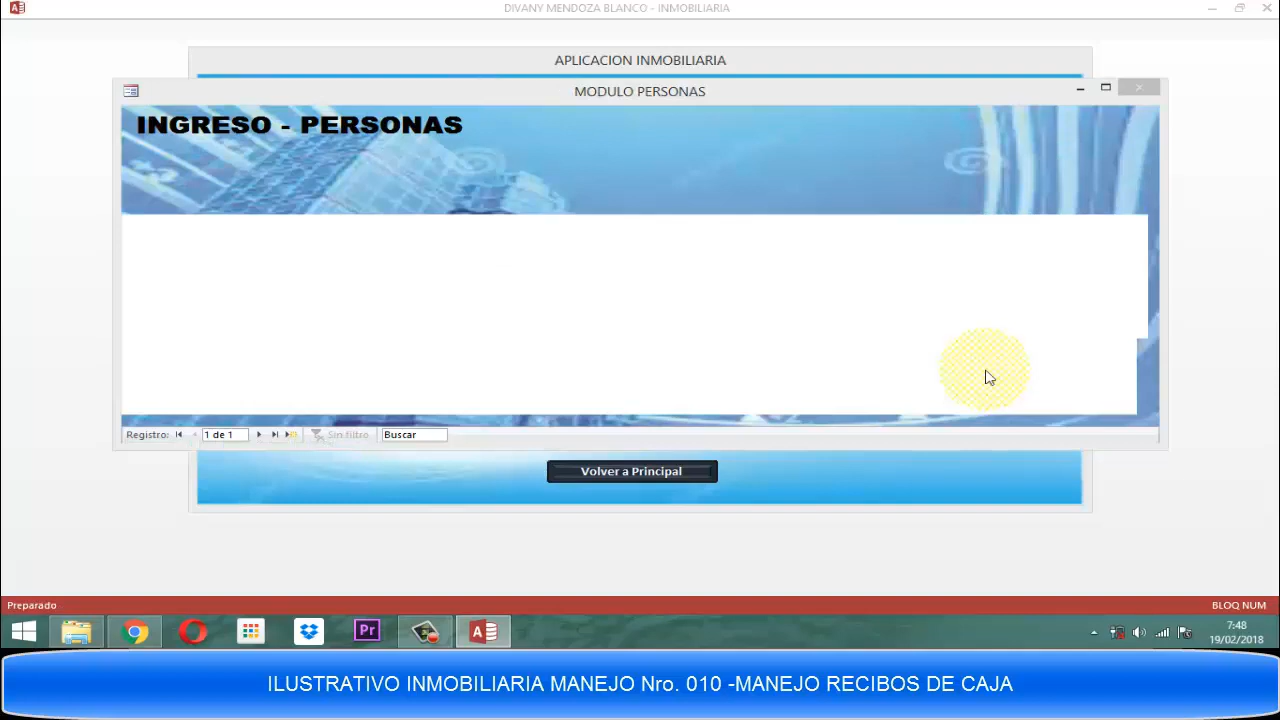 DIVANY MENDOZA BLANCO - INMOBILIARIA
APLICACION INMOBILIARIA
MODULO PERSONAS
INGRESO - PERSONAS
Registro: 1 de 1 Sin filtro Buscar
Volver a Principal
Preparado
BLOQ NUM
Pr
7:48
19/02/2018
ILUSTRATIVO INMOBILIARIA MANEJO Nro. 010 -MANEJO RECIBOS DE CAJA